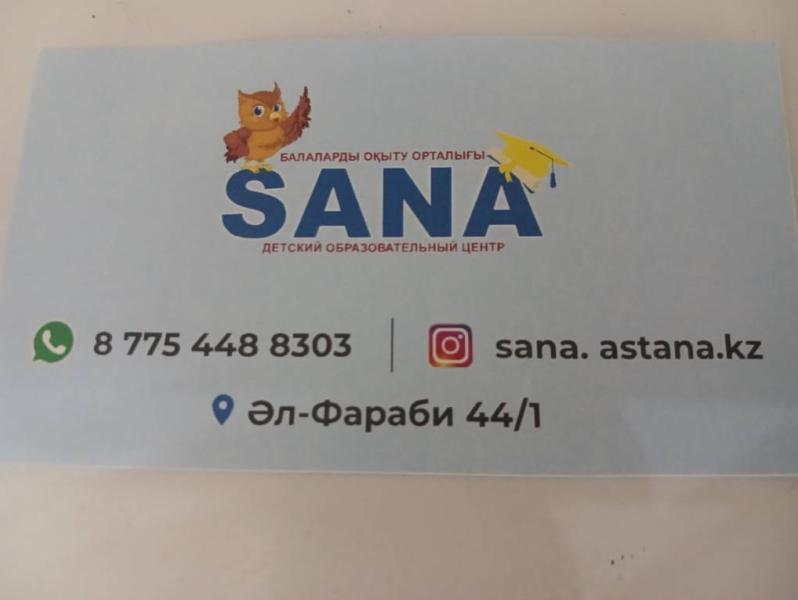 БАЛАЛАРДЫ ОҚЫТУ ОРТАЛЫҒЫ
SANA
ДЕТСКИЙ ОБРАЗОВАТЕЛЬНЫЙ ЦЕНТР
8 775 448 8303
sana. astana.kz
Әл-Фараби 44/1